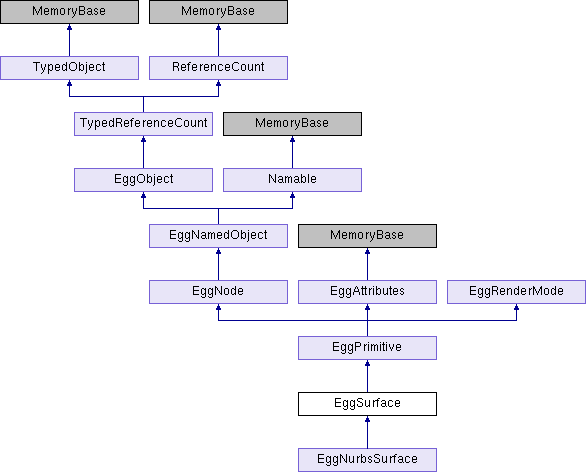 MemoryBase MemoryBase
TypedObject ReferenceCount
TypedReferenceCount MemoryBase
EggObject Namable
EggNamedObject MemoryBase
EggNode EggAttributes EggRenderMode
EggPrimitive
EggSurface
EggNurbsSurface